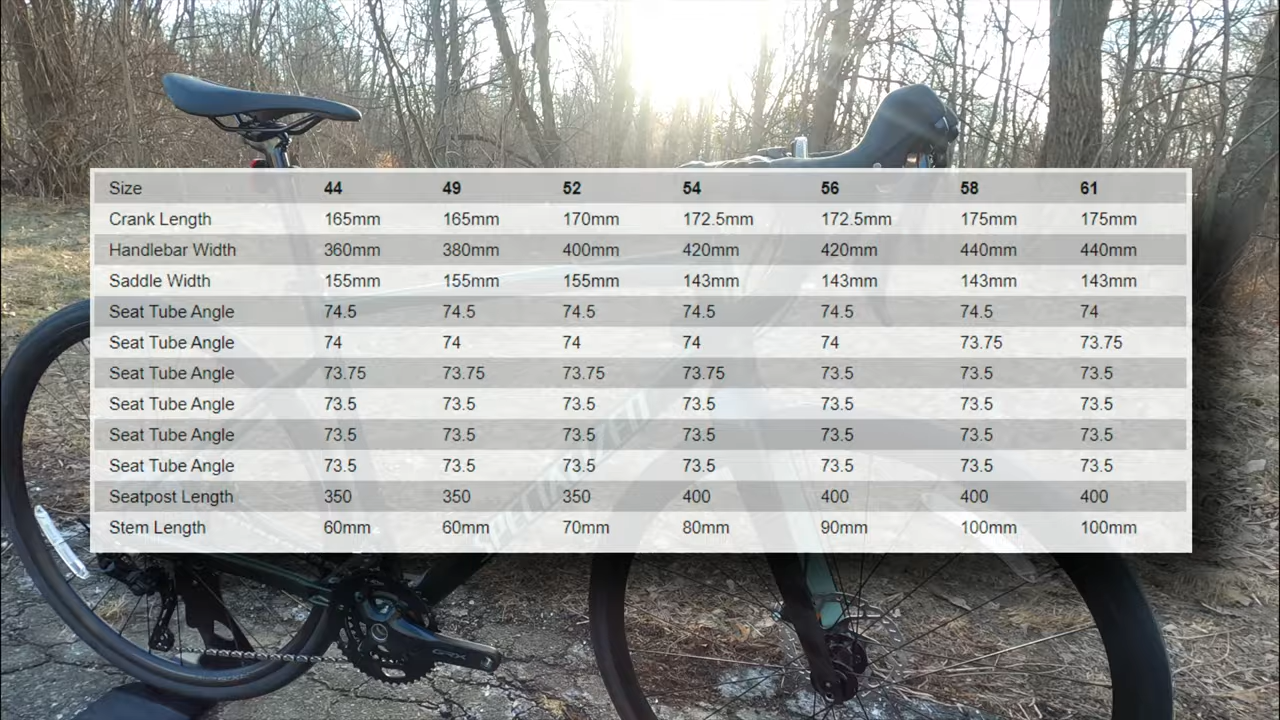 Size 44 49 52 54 56 58 61
Crank Length 165mm 165mm 170mm 172.5mm 172.5mm 175mm 175mm
Handlebar Width 360mm 380mm 400mm 420mm 420mm 440mm 440mm
Saddle Width 155mm 155mm 155mm 143mm 143mm 143mm 143mm
Seat Tube Angle 74.5 74.5 74.5 74.5 74.5 74.5 74
Seat Tube Angle 74 74 74 74 74 73.75 73.75
Seat Tube Angle 73.75 73.75 73.75 73.75 73.5 73.5 73.5
Seat Tube Angle 73.5 73.5 73.5 73.5 73.5 73.5 73.5
Seat Tube Angle 73.5 73.5 73.5 73.5 73.5 73.5 73.5
Seat Tube Angle 73.5 73.5 73.5 73.5 73.5 73.5 73.5
Seatpost Length 350 350 350 400 400 400 400
Stem Length 60mm 60mm 70mm 80mm 90mm 100mm 100mm
SPECIALIZED
GRX